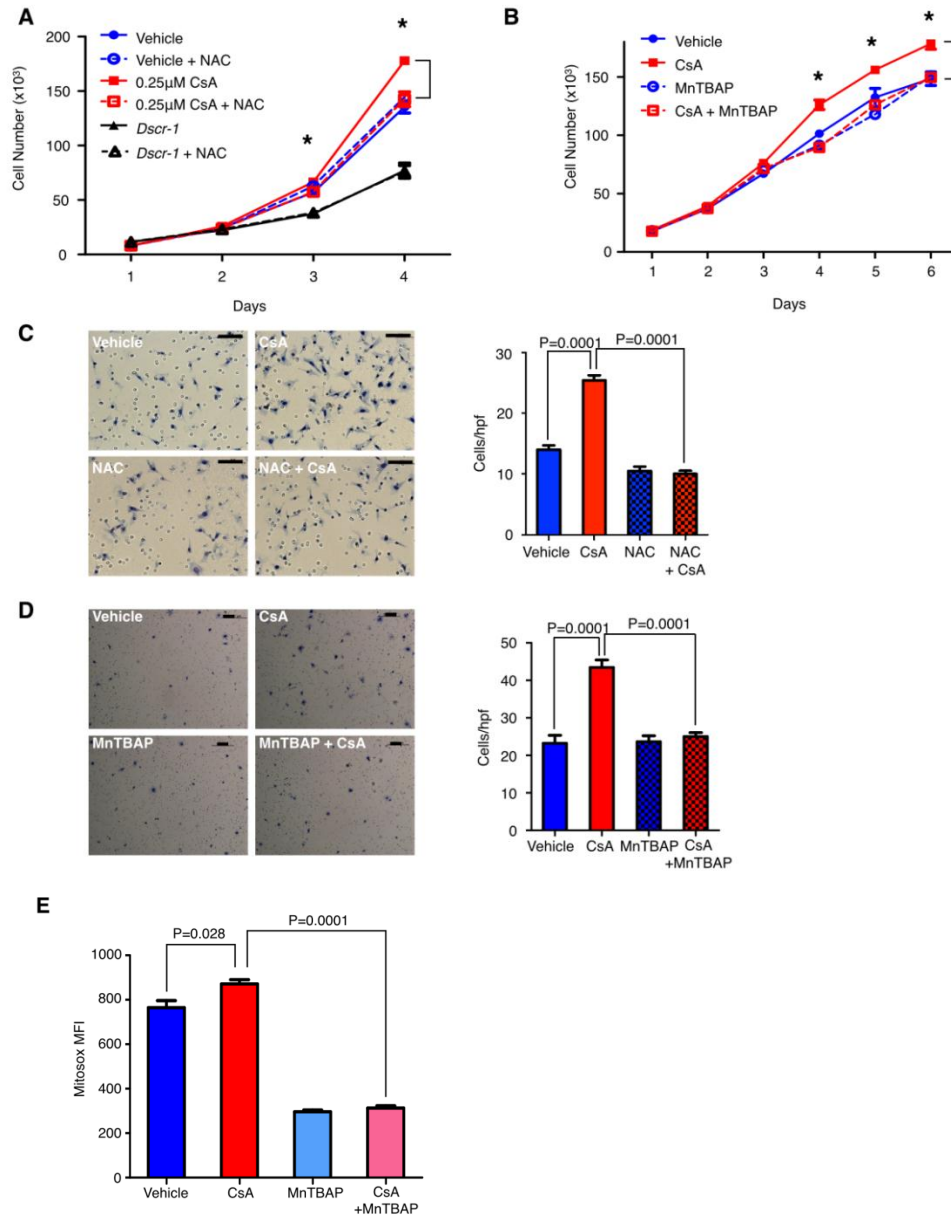 A
Vehicle
Vehicle + NAC
0.25μM CsA
0.25μM CsA + NAC
Dscr-1
Dscr-1 + NAC
Cell Number (x10³)
200
150
100
50
0
*
*
1 2 3 4
Days
B
Vehicle
CsA
MnTBAP
CsA + MnTBAP
Cell Number (x10³)
150
100
50
0
*
*
*
1 2 3 4 5 6
Days
C
Vehicle
CsA
NAC
NAC + CsA
Cells/hpf
30
20
10
0
P=0.0001
P=0.0001
Vehicle CsA NAC NAC
+ CsA
D
Vehicle
CsA
MnTBAP
MnTBAP + CsA
Cells/hpf
50
40
30
20
10
0
P=0.0001
P=0.0001
Vehicle CsA MnTBAP CsA
+MnTBAP
E
Mitosox MFI
1000
800
600
400
200
0
P=0.028
P=0.0001
Vehicle CsA MnTBAP CsA
+MnTBAP